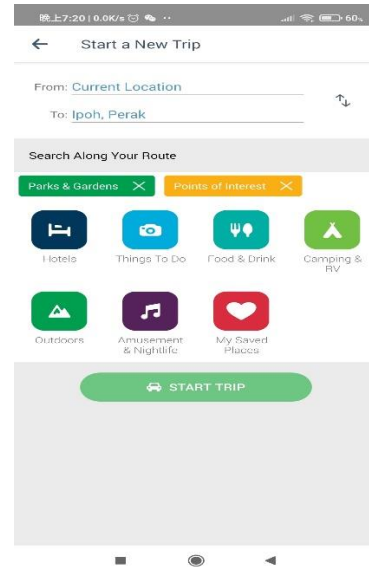 晚上7:20 | 0.0K/s
60
Start a New Trip
From: Current Location
To: Ipoh, Perak
Search Along Your Route
Parks & Gardens
Points of Interest
Hotels
Things To Do
Food & Drink
Camping &
RV
Outdoors
Amusement
& Nightlife
My Saved
Places
START TRIP